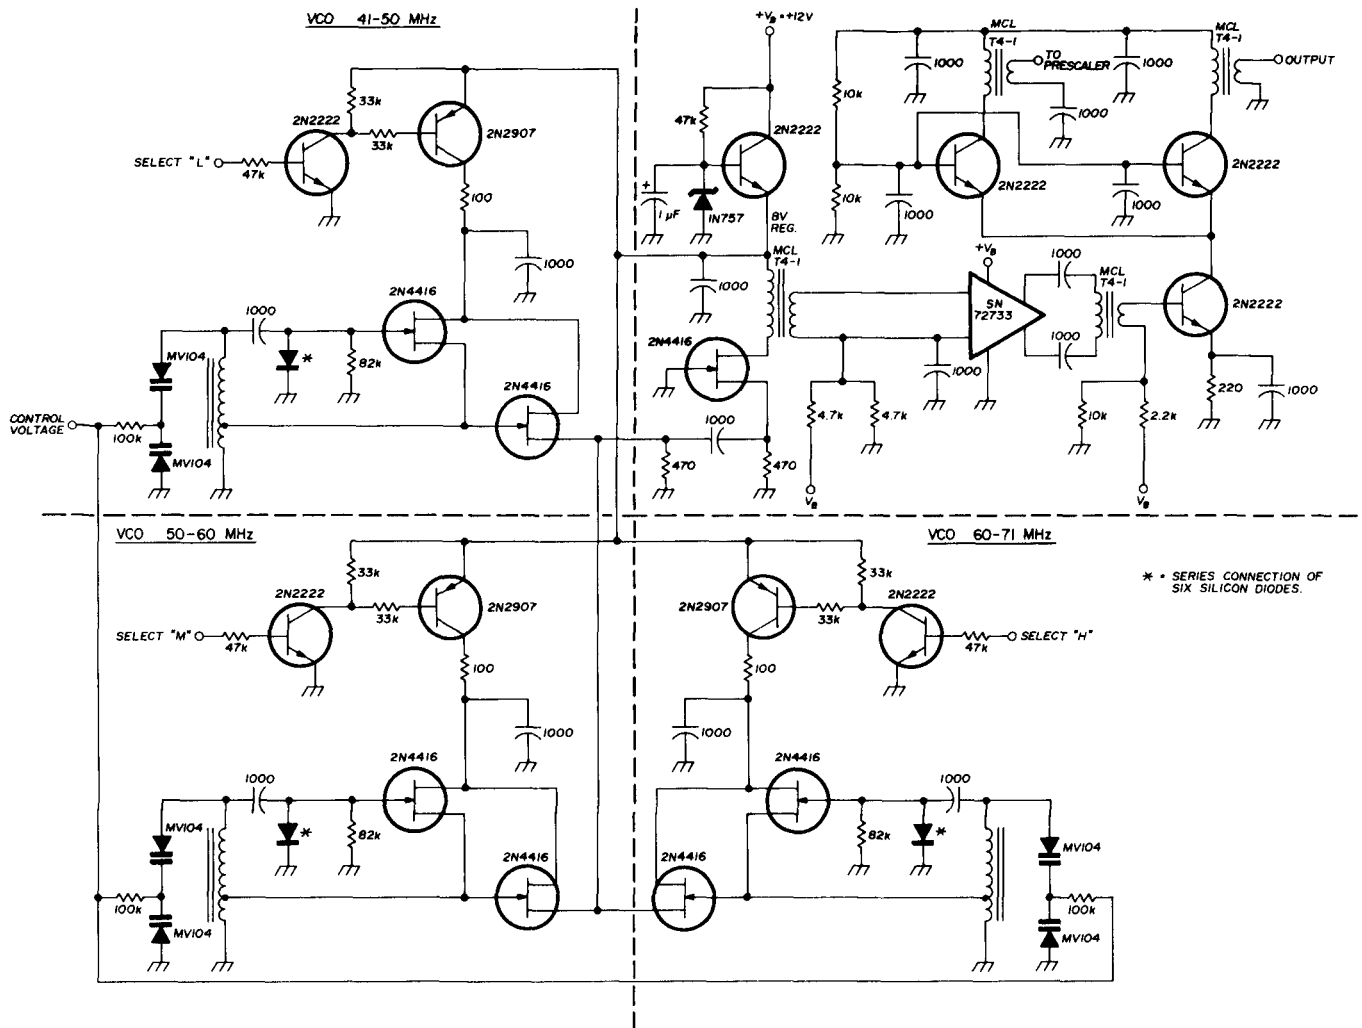 VCO 41-50 MHz
33k
2N2222
2N2907
33k
SELECT "L"
47k
100
1000
2N4416
1000
MV104
*
82k
2N4416
CONTROL VOLTAGE
100k
MV104
+VB = +12V
47k
2N2222
+
1 µF
1N757
8V REG.
MCL T4-1
1000
2N4416
1000
470
470
4.7k
4.7k
VB
1000
+VB
SN 72733
1000
1000
MCL T4-1
10k
2.2k
VB
10k
10k
1000
1000
MCL T4-1
TO PRESCALER
1000
2N2222
1000
MCL T4-1
OUTPUT
1000
2N2222
2N2222
220
1000
VCO 50-60 MHz
33k
2N2222
33k
2N2907
SELECT "M"
47k
100
1000
2N4416
1000
MV104
*
82k
2N4416
100k
MV104
VCO 60-71 MHz
33k
2N2907
33k
2N2222
47k
SELECT "H"
100
1000
2N4416
1000
82k
*
2N4416
MV104
100k
MV104
* = SERIES CONNECTION OF
SIX SILICON DIODES.